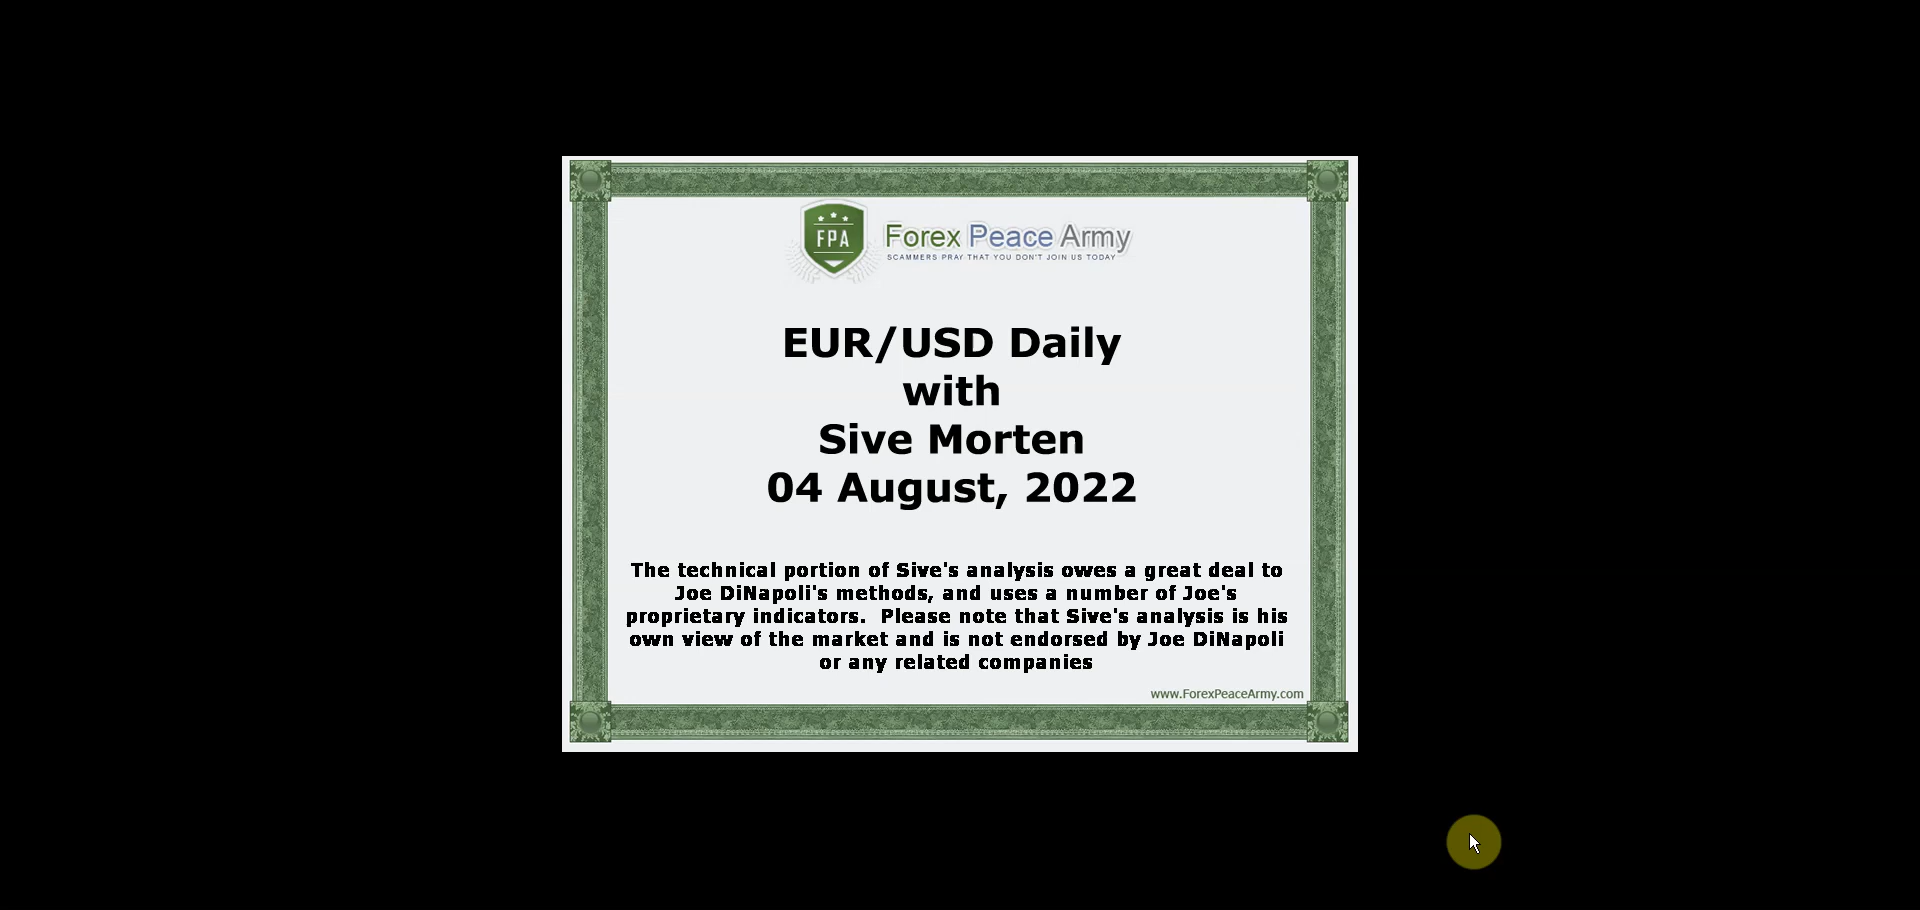 FPA
Forex Peace Army
SCAMMERS PRAY THAT YOU DON'T JOIN US TODAY
EUR/USD Daily
with
Sive Morten
04 August, 2022
The technical portion of Sive's analysis owes a great deal to
Joe DiNapoli's methods, and uses a number of Joe's
proprietary indicators.  Please note that Sive's analysis is his
own view of the market and is not endorsed by Joe DiNapoli
or any related companies
www.ForexPeaceArmy.com